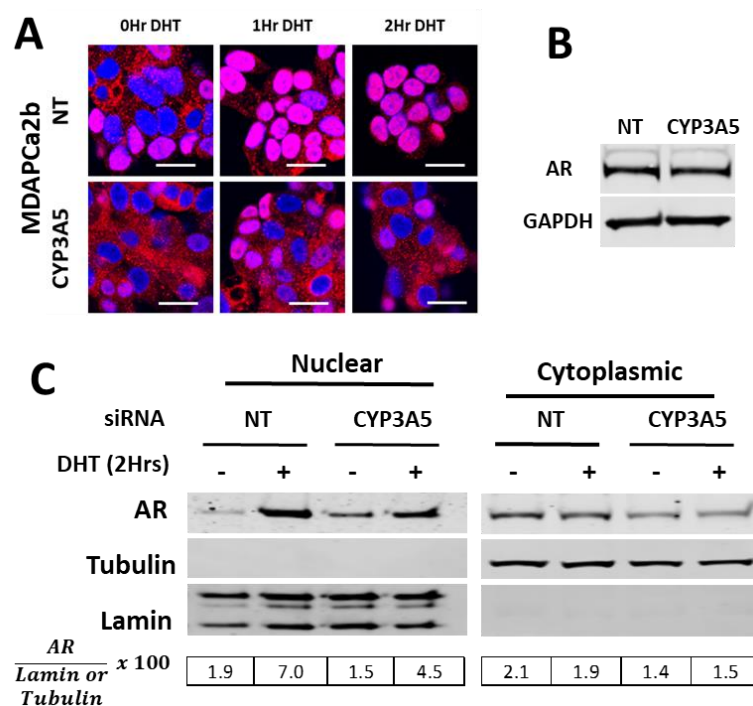 A
0Hr DHT 1Hr DHT 2Hr DHT
MDAPCa2b
NT
CYP3A5
B
NT CYP3A5
AR
GAPDH
C
Nuclear Cytoplasmic
siRNA NT CYP3A5 NT CYP3A5
DHT (2Hrs) - + - + - + - +
AR
Tubulin
Lamin
AR
Lamin or x 100 1.9 7.0 1.5 4.5 2.1 1.9 1.4 1.5
Tubulin